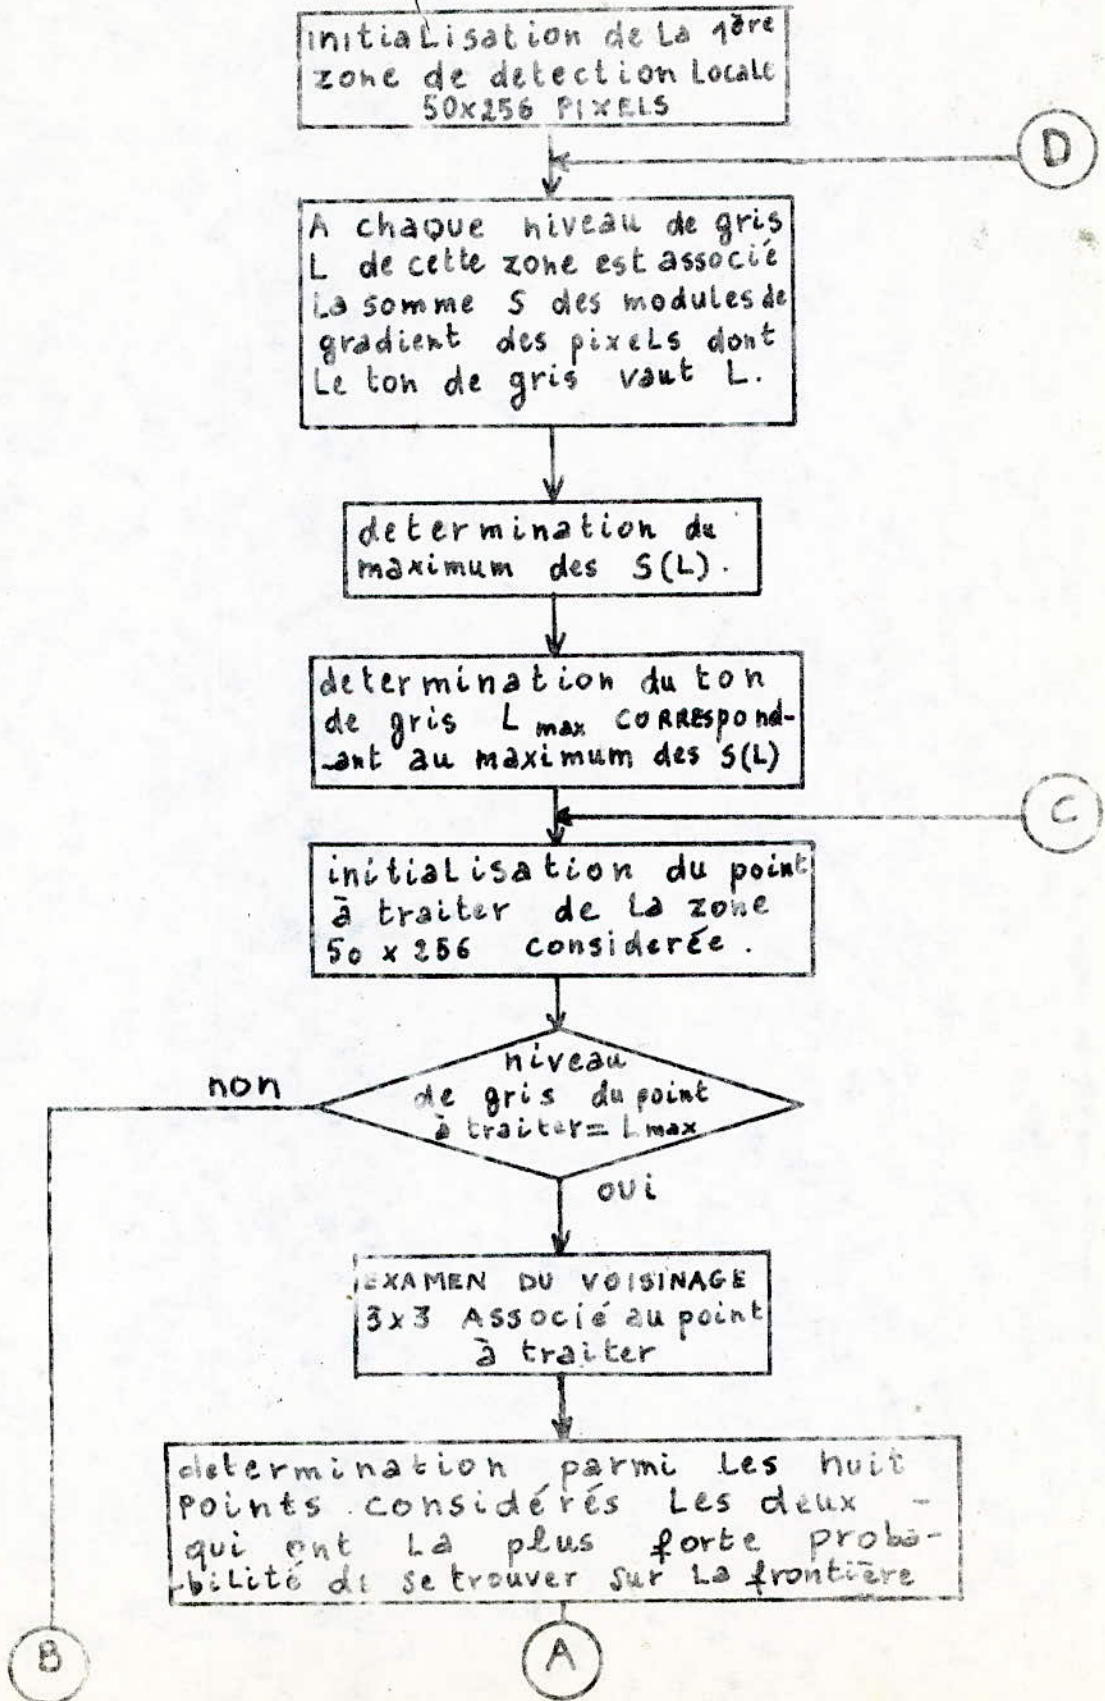 initialisation de la 1ère
zone de detection Locale
50x256 PIXELS
D
A chaque niveau de gris
L de cette zone est associé
La somme S des modules de
gradient des pixels dont
Le ton de gris vaut L.
determination du
maximum des S(L).
determination du ton
de gris L max CORRESpond-
-ant au maximum des S(L)
C
initialisation du point
à traiter de la zone
50 x 256 considerée.
niveau
non
de gris du point
à traiter= Lmax
oui
EXAMEN DU VOISINAGE
3x3 Associé au point
à traiter
determination parmi Les huit
points considérés Les deux -
qui ont La plus forte proba-
-bilité de se trouver sur La frontière
B
A